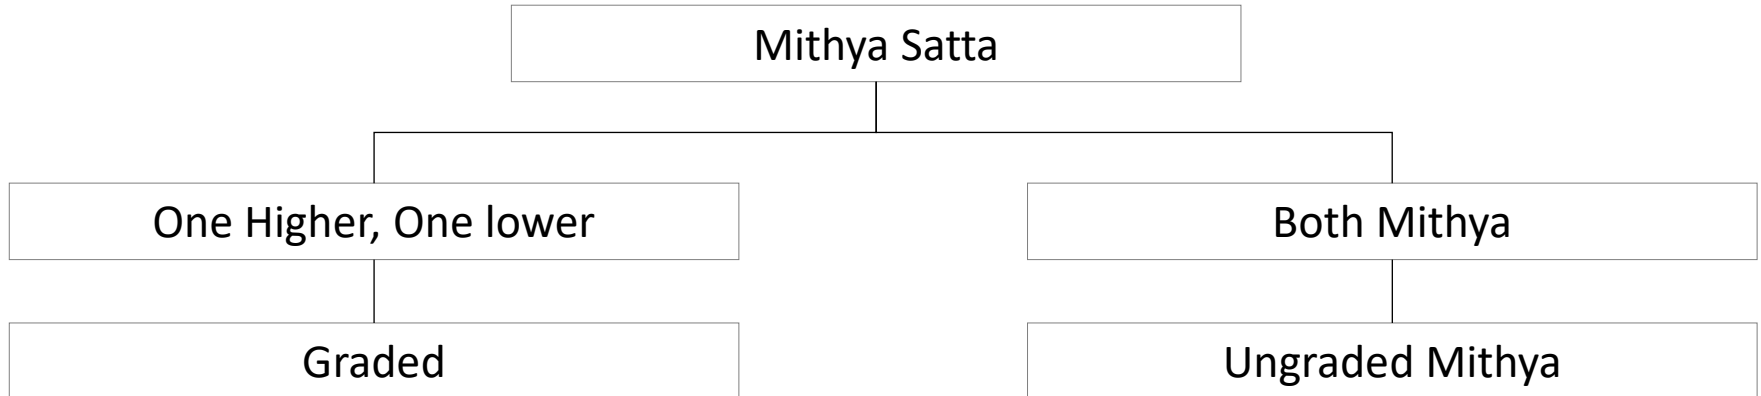 Mithya Satta
One Higher, One lower
Both Mithya
Graded
Ungraded Mithya